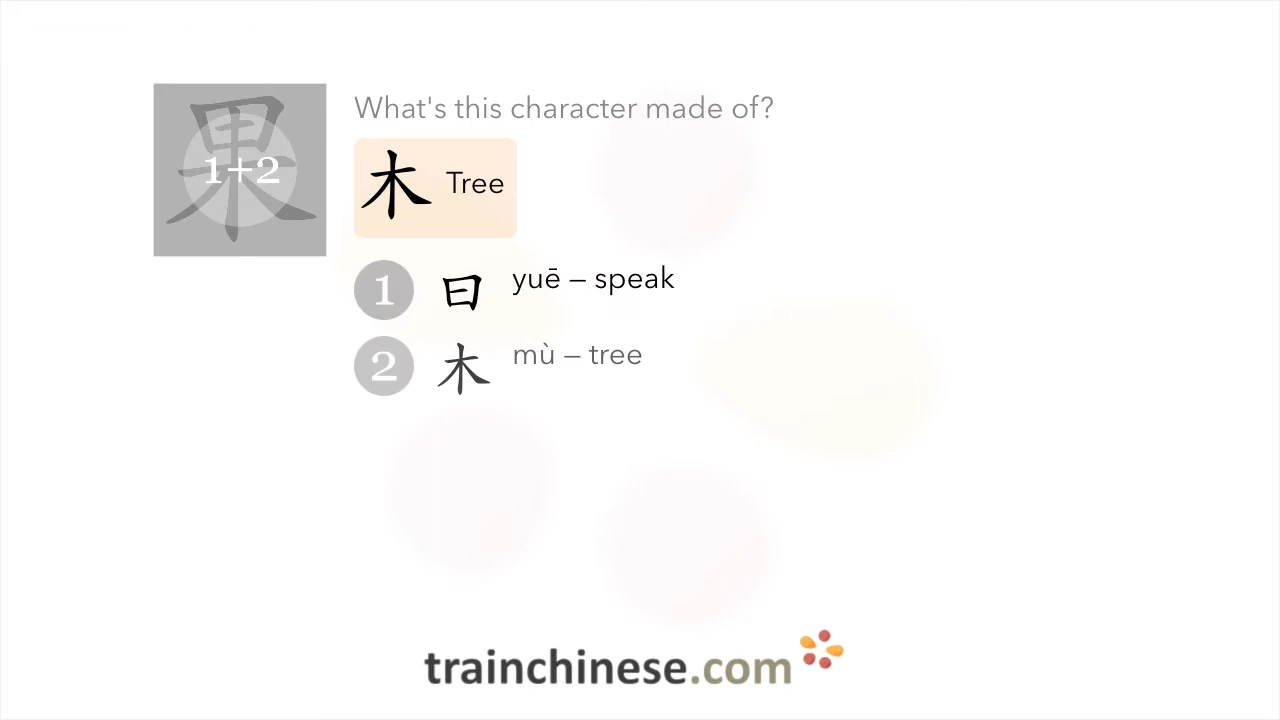 果
1+2
What's this character made of?
木 Tree
1 曰 yuē – speak
2 木 mù – tree
trainchinese.com